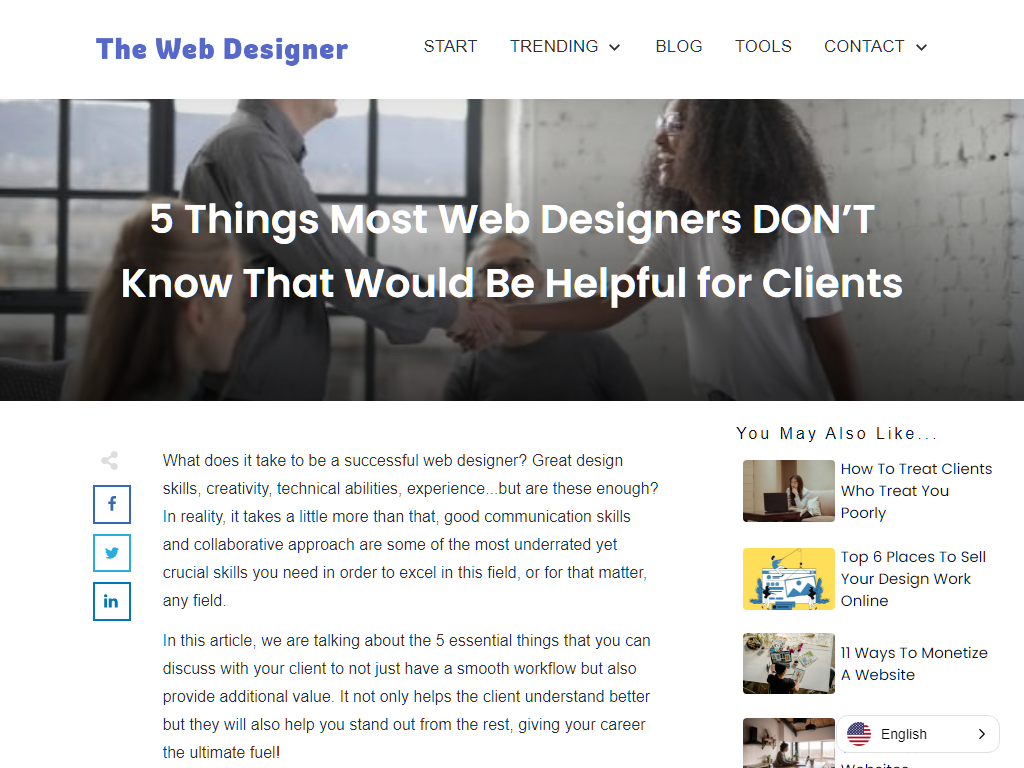 The Web Designer
START
TRENDING
BLOG
TOOLS
CONTACT
5 Things Most Web Designers DON’T
Know That Would Be Helpful for Clients
What does it take to be a successful web designer? Great design
skills, creativity, technical abilities, experience...but are these enough?
In reality, it takes a little more than that, good communication skills
and collaborative approach are some of the most underrated yet
crucial skills you need in order to excel in this field, or for that matter,
any field.
In this article, we are talking about the 5 essential things that you can
discuss with your client to not just have a smooth workflow but also
provide additional value. It not only helps the client understand better
but they will also help you stand out from the rest, giving your career
the ultimate fuel!
You May Also Like...
How To Treat Clients
Who Treat You
Poorly
Top 6 Places To Sell
Your Design Work
Online
11 Ways To Monetize
A Website
English